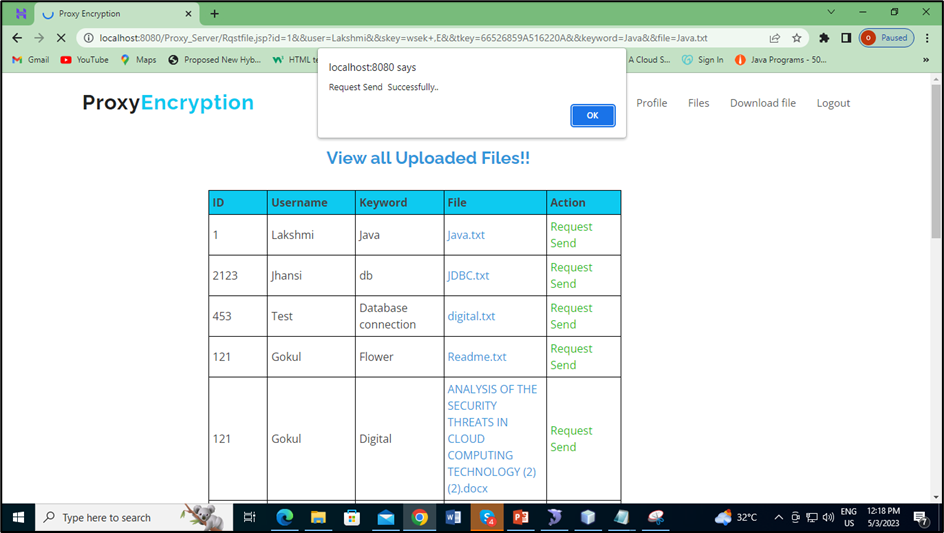 Proxy Encryption
localhost:8080/Proxy_Server/Rqstfile.jsp?id=1&&user=Lakshmi&&skey=wsek+,E&&tkey=66526859A516220A&&keyword=Java&&file=Java.txt
Paused
Gmail YouTube Maps Proposed New Hyb... HTML te A Cloud S... Sign In Java Programs - 50...
localhost:8080 says
Request Send Successfully..
OK
ProxyEncryption
Profile Files Download file Logout
View all Uploaded Files!!
ID Username Keyword File Action
1 Lakshmi Java Java.txt Request
Send
2123 Jhansi db JDBC.txt Request
Send
453 Test Database
connection digital.txt Request
Send
121 Gokul Flower Readme.txt Request
Send
121 Gokul Digital ANALYSIS OF THE
SECURITY
THREATS IN
CLOUD
COMPUTING
TECHNOLOGY (2)
(2).docx Request
Send
Type here to search
32°C
ENG
US
12:18 PM
5/3/2023